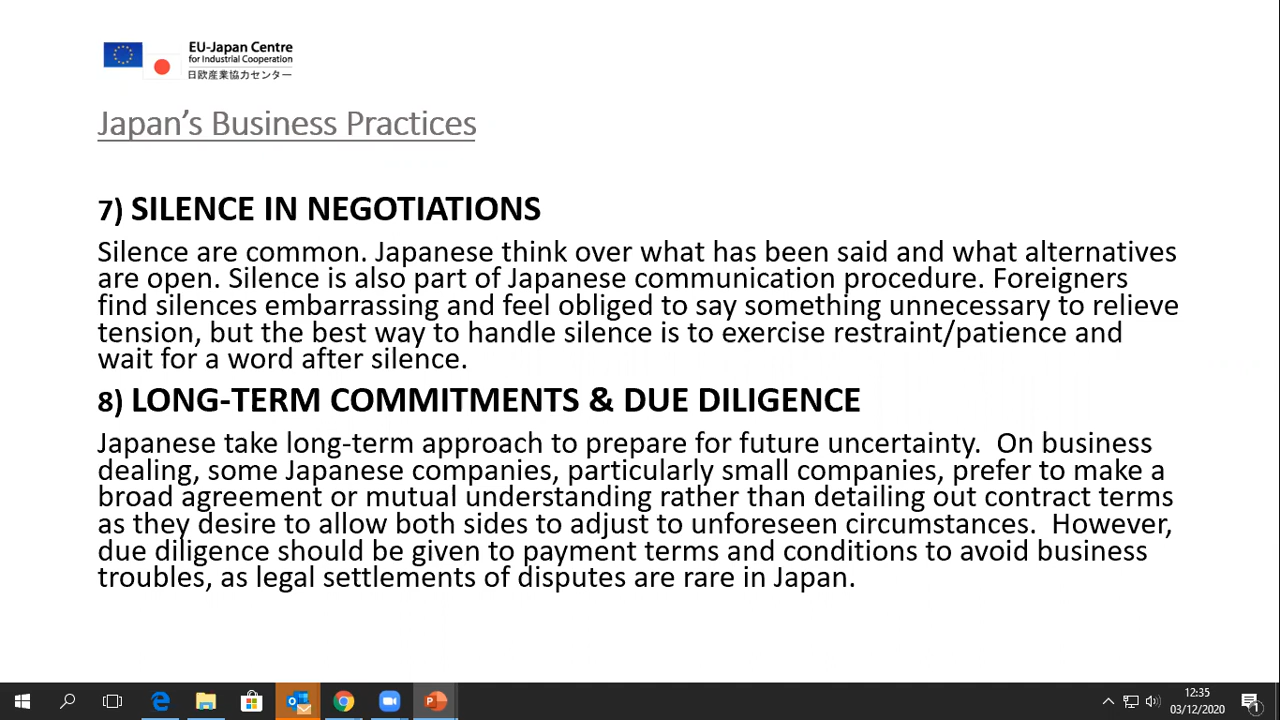 EU-Japan Centre
for Industrial Cooperation
日欧産業協力センター
Japan's Business Practices
7) SILENCE IN NEGOTIATIONS
Silence are common. Japanese think over what has been said and what alternatives
are open. Silence is also part of Japanese communication procedure. Foreigners
find silences embarrassing and feel obliged to say something unnecessary to relieve
tension, but the best way to handle silence is to exercise restraint/patience and
wait for a word after silence.
8) LONG-TERM COMMITMENTS & DUE DILIGENCE
Japanese take long-term approach to prepare for future uncertainty.  On business
dealing, some Japanese companies, particularly small companies, prefer to make a
broad agreement or mutual understanding rather than detailing out contract terms
as they desire to allow both sides to adjust to unforeseen circumstances.  However,
due diligence should be given to payment terms and conditions to avoid business
troubles, as legal settlements of disputes are rare in Japan.
12:35
03/12/2020
1